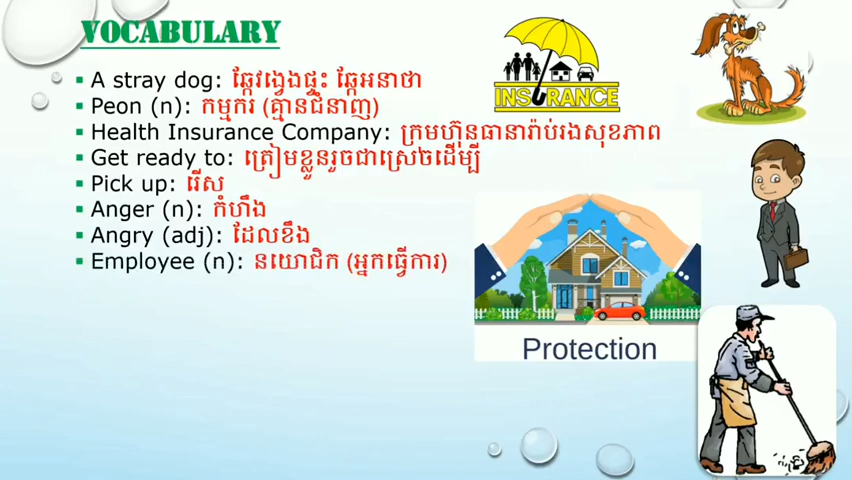 VOCABULARY
A stray dog: ឆ្កែវង្វេងផ្ទះ ឆ្កែអនាថា
Peon (n): កម្មករ (គ្មានជំនាញ)
Health Insurance Company: ក្រុមហ៊ុនធានារ៉ាប់រងសុខភាព
Get ready to: ត្រៀមខ្លួនរួចជាស្រេចដើម្បី
Pick up: រើស
Anger (n): កំហឹង
Angry (adj): ដែលខឹង
Employee (n): និយោជិក (អ្នកធ្វើការ)
INSURANCE
Protection